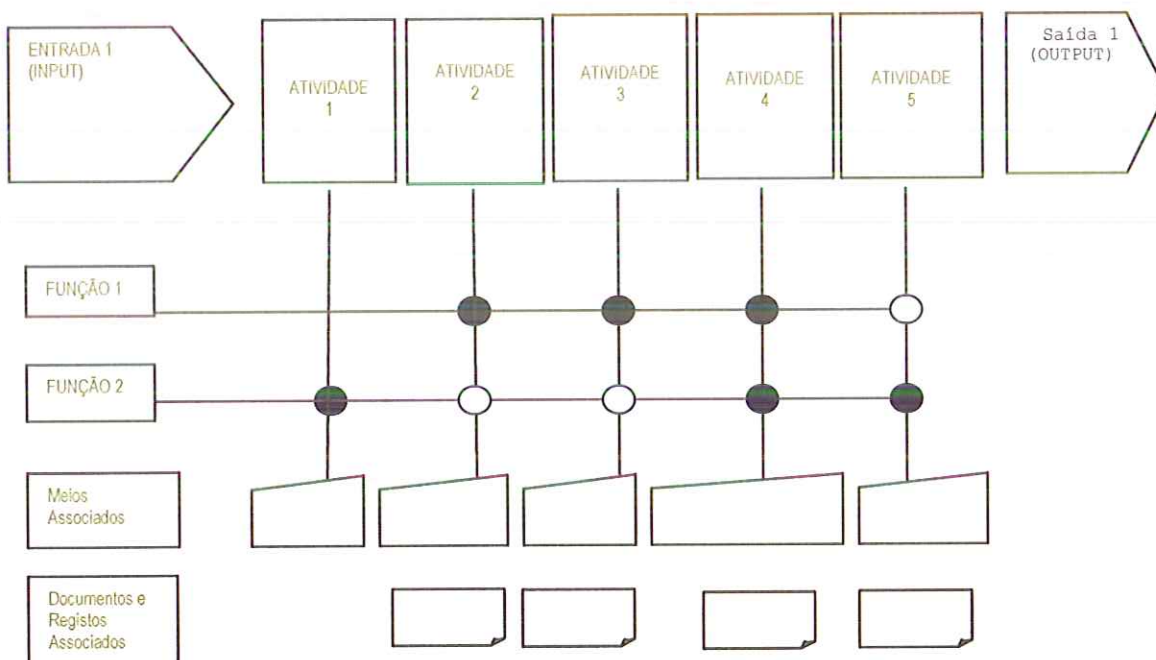 ENTRADA 1
(INPUT)
ATIVIDADE
1
ATIVIDADE
2
ATIVIDADE
3
ATIVIDADE
4
ATIVIDADE
5
Saída 1
(OUTPUT)
FUNÇÃO 1
FUNÇÃO 2
Meios
Associados
Documentos e
Registos
Associados